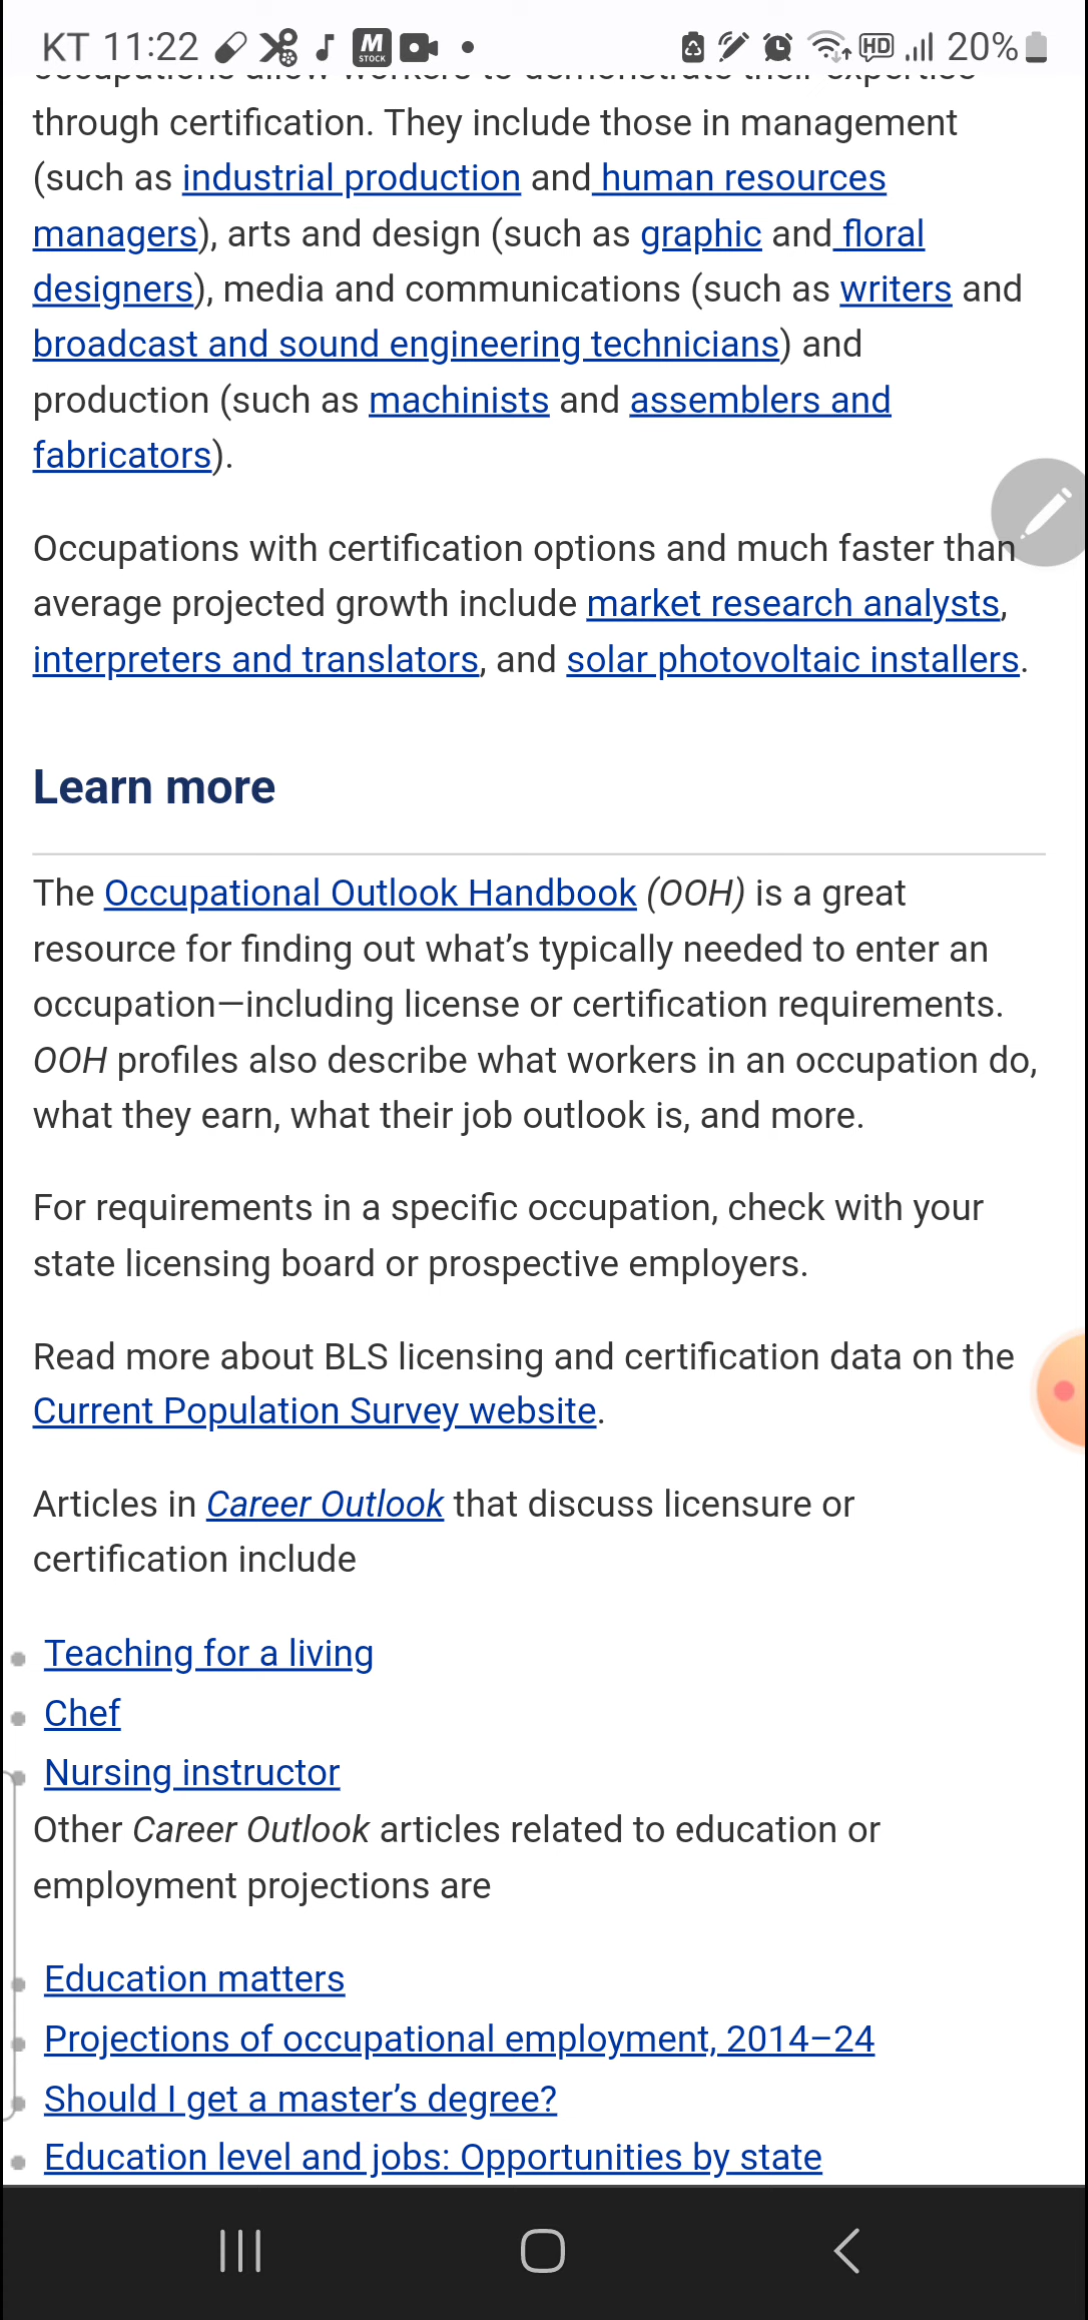 KT 11:22 M STOCK HD 20%
through certification. They include those in management
(such as industrial production and human resources
managers), arts and design (such as graphic and floral
designers), media and communications (such as writers and
broadcast and sound engineering technicians) and
production (such as machinists and assemblers and
fabricators).
Occupations with certification options and much faster than
average projected growth include market research analysts,
interpreters and translators, and solar photovoltaic installers.
Learn more
The Occupational Outlook Handbook (OOH) is a great
resource for finding out what’s typically needed to enter an
occupation—including license or certification requirements.
OOH profiles also describe what workers in an occupation do,
what they earn, what their job outlook is, and more.
For requirements in a specific occupation, check with your
state licensing board or prospective employers.
Read more about BLS licensing and certification data on the
Current Population Survey website.
Articles in Career Outlook that discuss licensure or
certification include
Teaching for a living
Chef
Nursing instructor
Other Career Outlook articles related to education or
employment projections are
Education matters
Projections of occupational employment, 2014–24
Should I get a master’s degree?
Education level and jobs: Opportunities by state